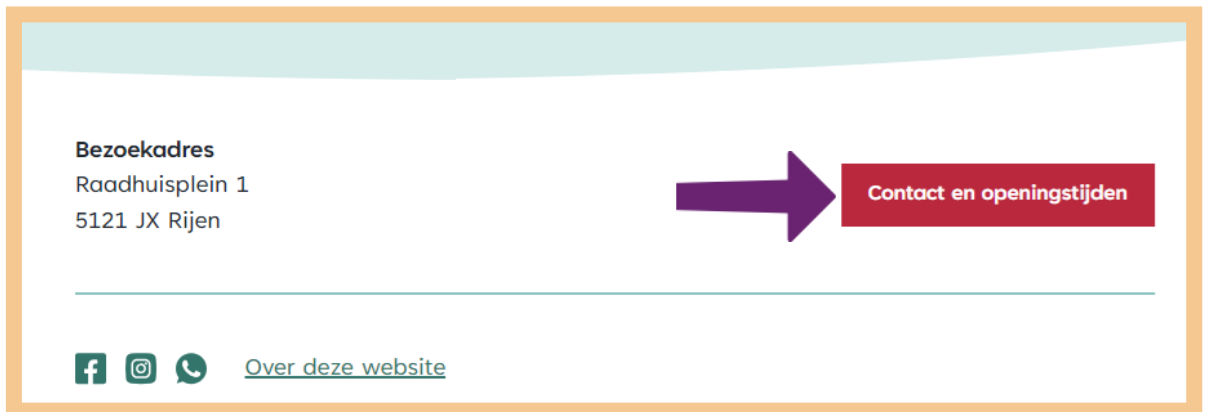 Bezoekadres
Raadhuisplein 1
5121 JX Rijen
Contact en openingstijden
Over deze website